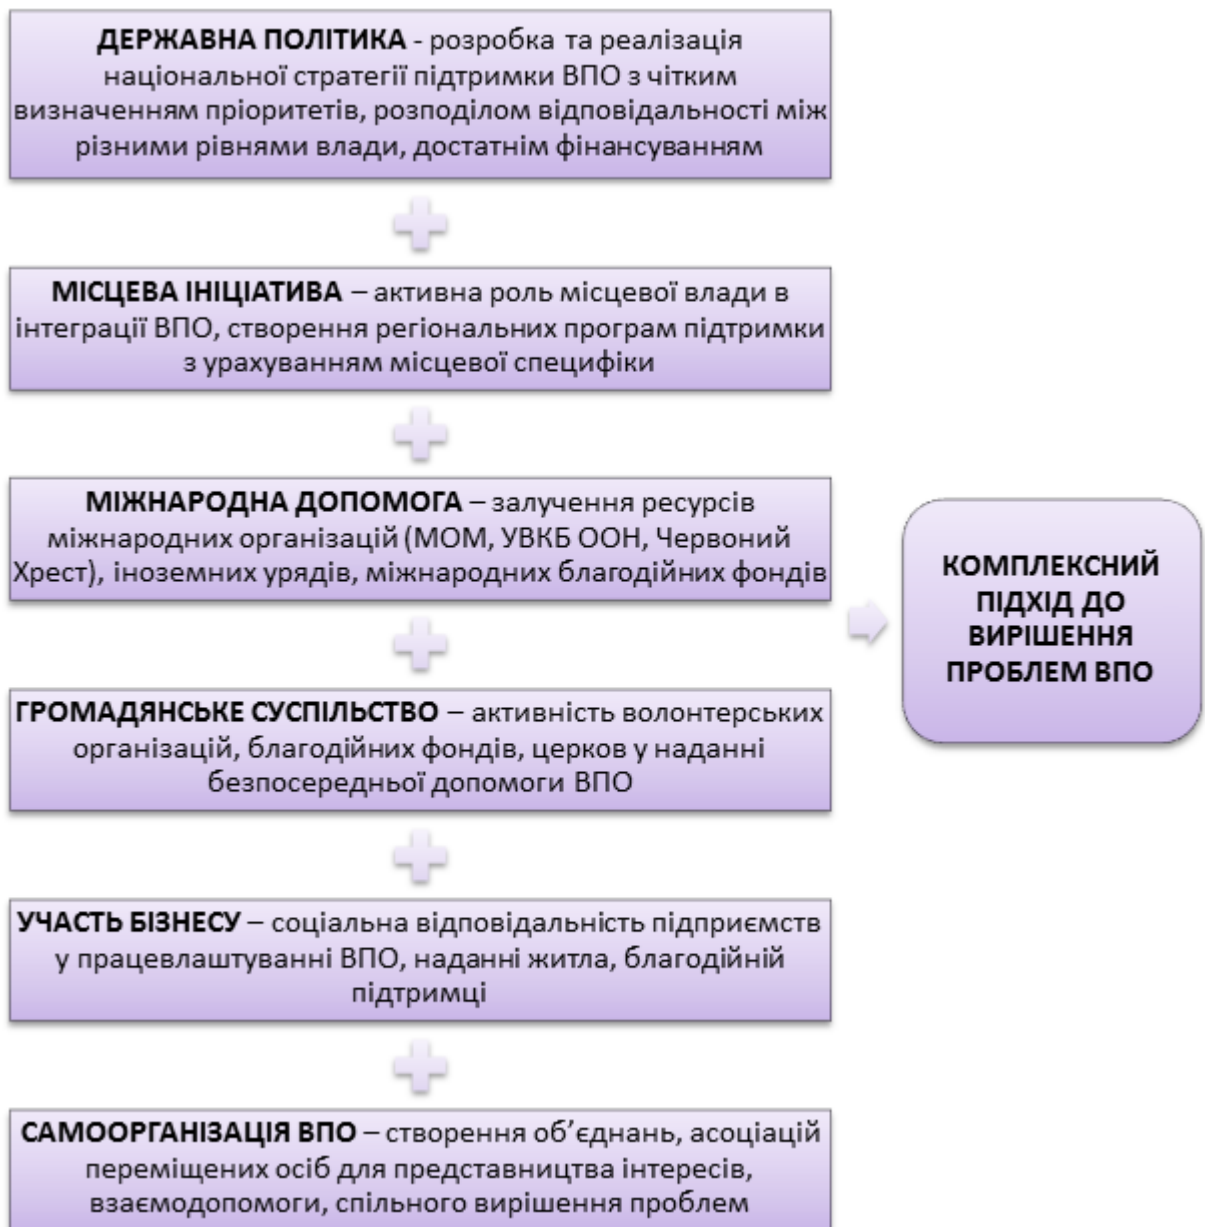 ДЕРЖАВНА ПОЛІТИКА - розробка та реалізація
національної стратегії підтримки ВПО з чітким
визначенням пріоритетів, розподілом відповідальності між
різними рівнями влади, достатнім фінансуванням
МІСЦЕВА ІНІЦІАТИВА – активна роль місцевої влади в
інтеграції ВПО, створення регіональних програм підтримки
з урахуванням місцевої специфіки
МІЖНАРОДНА ДОПОМОГА – залучення ресурсів
міжнародних організацій (МОМ, УВКБ ООН, Червоний
Хрест), іноземних урядів, міжнародних благодійних фондів
ГРОМАДЯНСЬКЕ СУСПІЛЬСТВО – активність волонтерських
організацій, благодійних фондів, церков у наданні
безпосередньої допомоги ВПО
УЧАСТЬ БІЗНЕСУ – соціальна відповідальність підприємств
у працевлаштуванні ВПО, наданні житла, благодійній
підтримці
САМООРГАНІЗАЦІЯ ВПО – створення об’єднань, асоціацій
переміщених осіб для представництва інтересів,
взаємодопомоги, спільного вирішення проблем
КОМПЛЕКСНИЙ
ПІДХІД ДО
ВИРІШЕННЯ
ПРОБЛЕМ ВПО